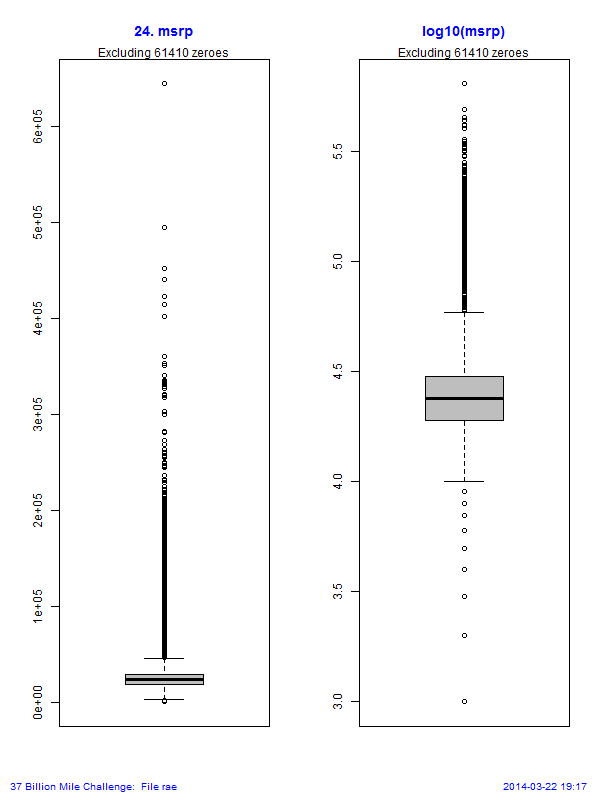 24. msrp
Excluding 61410 zeroes
6e+05
5e+05
4e+05
3e+05
2e+05
1e+05
0e+00
log10(msrp)
Excluding 61410 zeroes
5.5
5.0
4.5
4.0
3.5
3.0
37 Billion Mile Challenge: File rae
2014-03-22 19:17